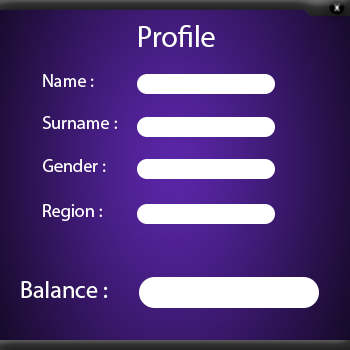 Profile
Name :
Surname :
Gender :
Region :
Balance :